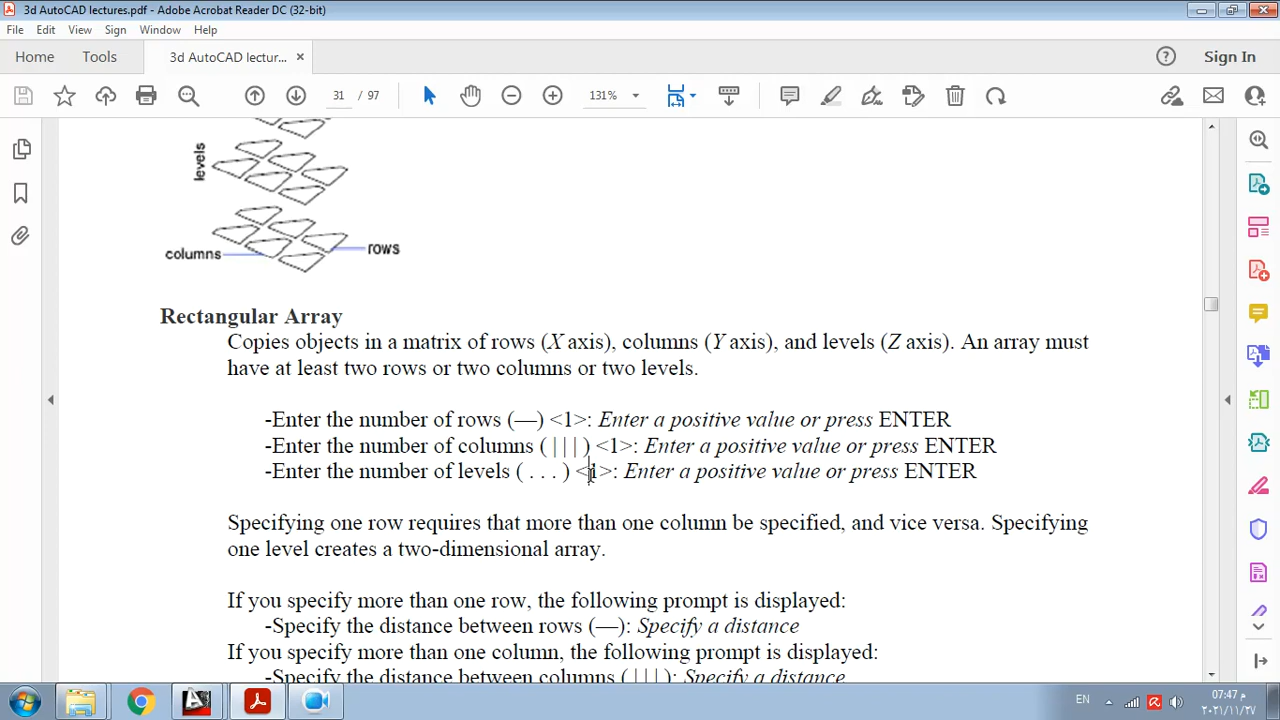 3d AutoCAD lectures.pdf - Adobe Acrobat Reader DC (32-bit)
File Edit View Sign Window Help
Home Tools 3d AutoCAD lectur... × Sign In
31 / 97 131%
levels
columns rows
Rectangular Array
Copies objects in a matrix of rows (X axis), columns (Y axis), and levels (Z axis). An array must
have at least two rows or two columns or two levels.
-Enter the number of rows (—) <1>: Enter a positive value or press ENTER
-Enter the number of columns ( | | | ) <1>: Enter a positive value or press ENTER
-Enter the number of levels ( . . . ) <1>: Enter a positive value or press ENTER
Specifying one row requires that more than one column be specified, and vice versa. Specifying
one level creates a two-dimensional array.
If you specify more than one row, the following prompt is displayed:
-Specify the distance between rows (—): Specify a distance
If you specify more than one column, the following prompt is displayed:
-Specify the distance between columns ( | | | ): Specify a distance
EN
07:47 م
٢٠٢١/١١/٢٧